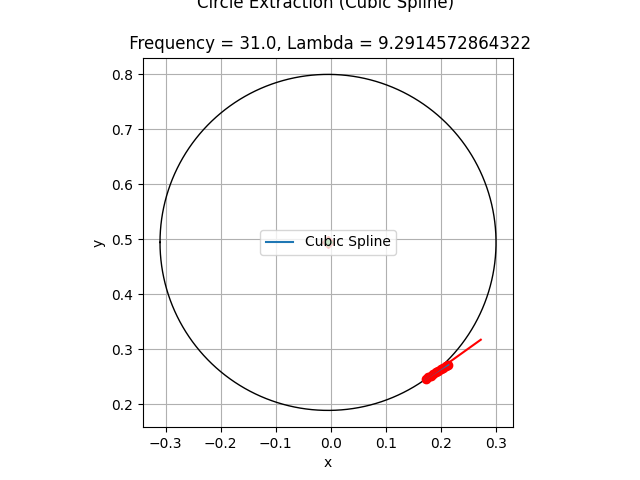 Circle Extraction (Cubic Spline)
Frequency = 31.0, Lambda = 9.2914572864322
0.8
0.7
0.6
0.5
0.4
0.3
0.2
y
Cubic Spline
−0.3 −0.2 −0.1 0.0 0.1 0.2 0.3
x